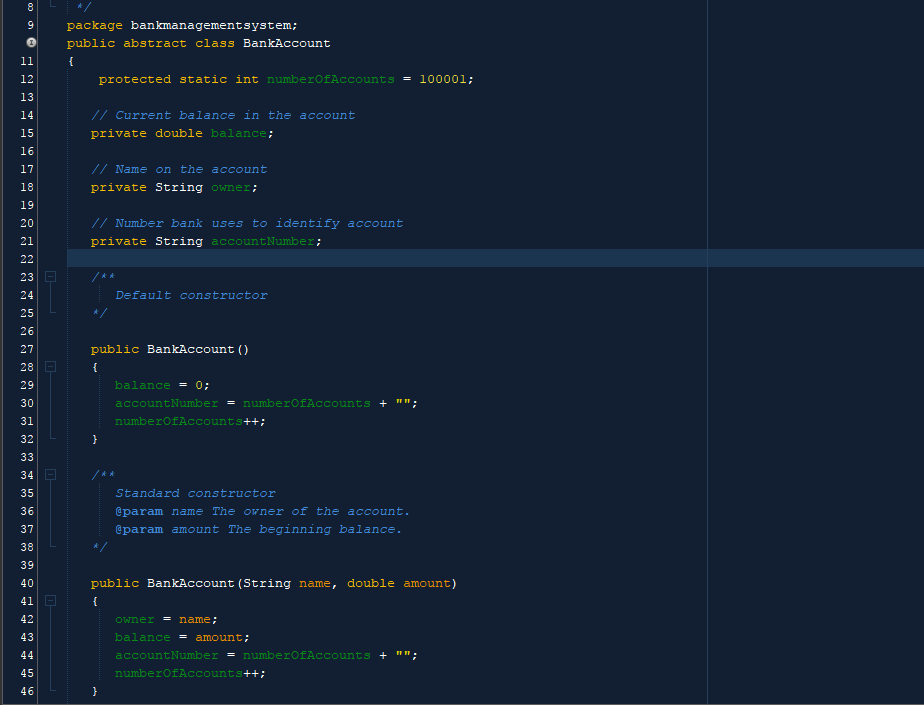 8 */
9 package bankmanagementsystem;
public abstract class BankAccount
11 {
12 protected static int numberOfAccounts = 100001;
13
14 // Current balance in the account
15 private double balance;
16
17 // Name on the account
18 private String owner;
19
20 // Number bank uses to identify account
21 private String accountNumber;
22
23 /**
24 Default constructor
25 */
26
27 public BankAccount()
28 {
29 balance = 0;
30 accountNumber = numberOfAccounts + "";
31 numberOfAccounts++;
32 }
33
34 /**
35 Standard constructor
36 @param name The owner of the account.
37 @param amount The beginning balance.
38 */
39
40 public BankAccount(String name, double amount)
41 {
42 owner = name;
43 balance = amount;
44 accountNumber = numberOfAccounts + "";
45 numberOfAccounts++;
46 }